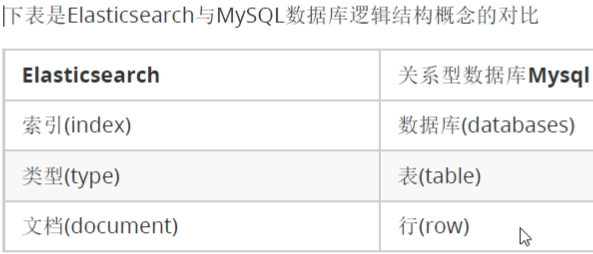 下表是Elasticsearch与MySQL数据库逻辑结构概念的对比
Elasticsearch 关系型数据库Mysql
索引(index) 数据库(databases)
类型(type) 表(table)
文档(document) 行(row)